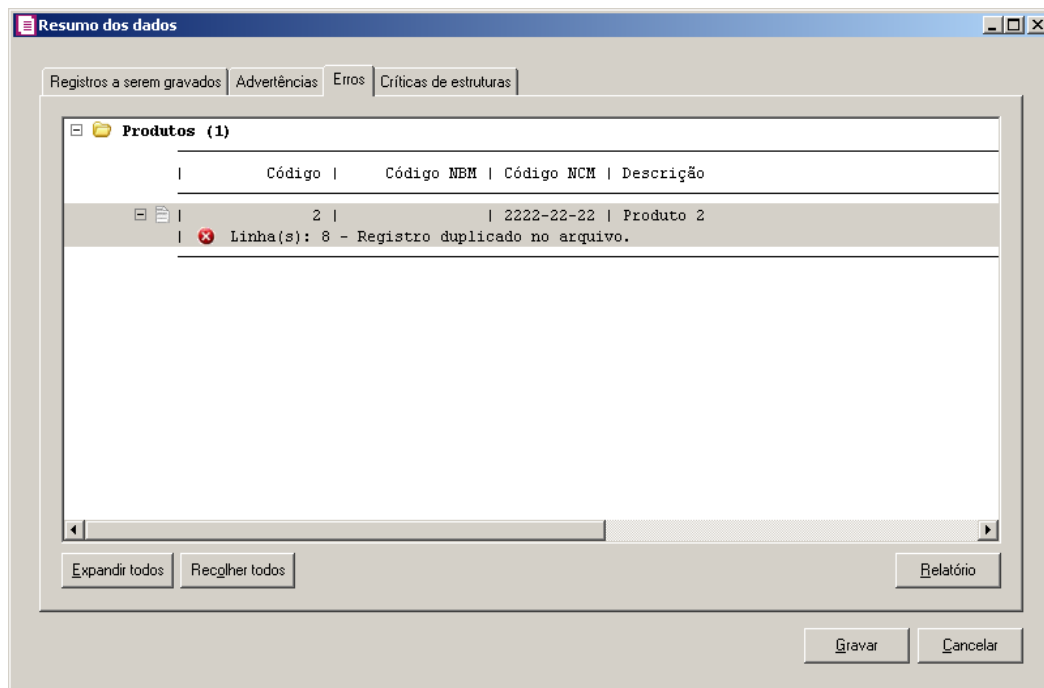 Resumo dos dados
Registros a serem gravados Advertências Erros Críticas de estruturas
Produtos (1)
| Código | Código NBM | Código NCM | Descrição
| 2 | | 2222-22-22 | Produto 2
| Linha(s): 8 - Registro duplicado no arquivo.
Expandir todos Recolher todos Relatório
Gravar Cancelar